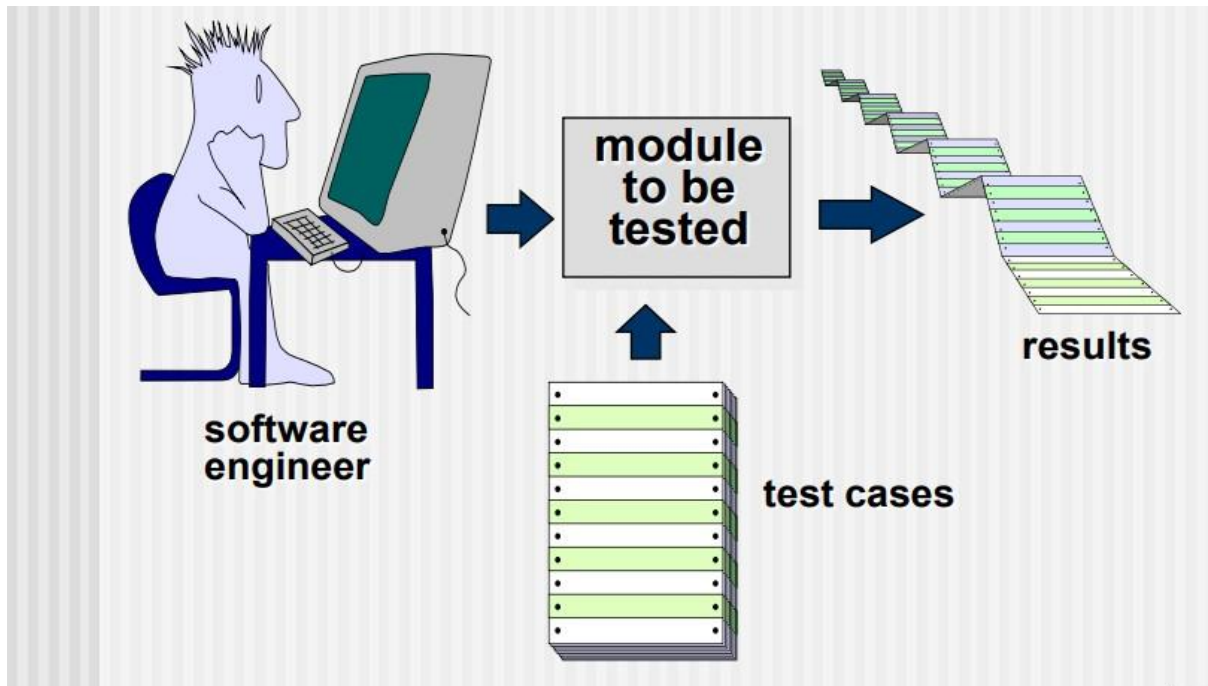 module
to be
tested
results
software
engineer
test cases